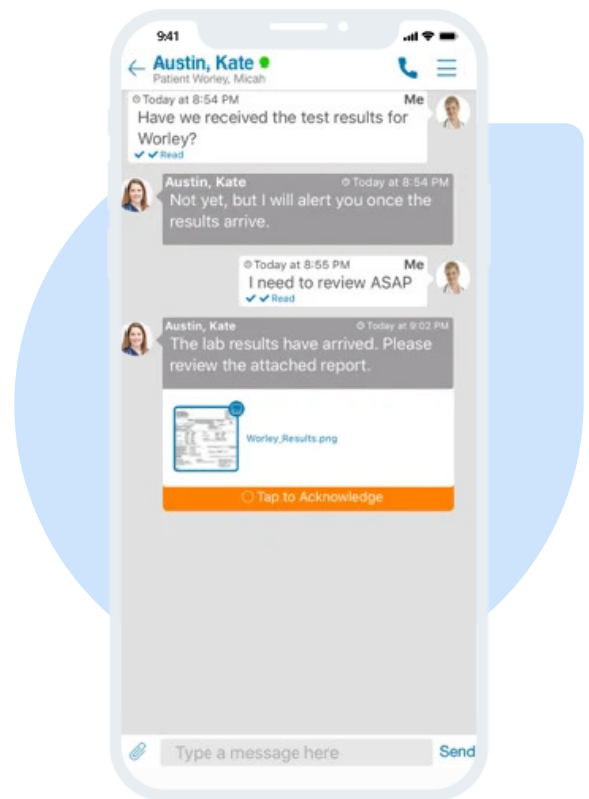 9:41
Austin, Kate
Patient Worley, Micah
Today at 8:54 PM Me
Have we received the test results for
Worley?
Read
Austin, Kate Today at 8:54 PM
Not yet, but I will alert you once the
results arrive.
Today at 8:55 PM Me
I need to review ASAP
Read
Austin, Kate Today at 9:02 PM
The lab results have arrived. Please
review the attached report.
Worley_Results.png
Tap to Acknowledge
Type a message here Send